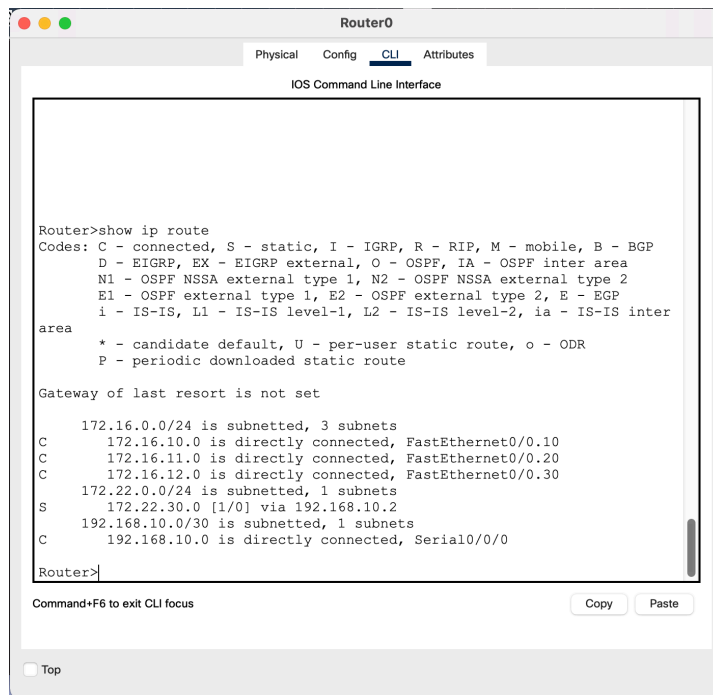 Router0
Physical Config CLI Attributes
IOS Command Line Interface
Router>show ip route
Codes: C - connected, S - static, I - IGRP, R - RIP, M - mobile, B - BGP
D - EIGRP, EX - EIGRP external, O - OSPF, IA - OSPF inter area
N1 - OSPF NSSA external type 1, N2 - OSPF NSSA external type 2
E1 - OSPF external type 1, E2 - OSPF external type 2, E - EGP
i - IS-IS, L1 - IS-IS level-1, L2 - IS-IS level-2, ia - IS-IS inter
area
* - candidate default, U - per-user static route, o - ODR
P - periodic downloaded static route
Gateway of last resort is not set
172.16.0.0/24 is subnetted, 3 subnets
C 172.16.10.0 is directly connected, FastEthernet0/0.10
C 172.16.11.0 is directly connected, FastEthernet0/0.20
C 172.16.12.0 is directly connected, FastEthernet0/0.30
172.22.0.0/24 is subnetted, 1 subnets
S 172.22.30.0 [1/0] via 192.168.10.2
192.168.10.0/30 is subnetted, 1 subnets
C 192.168.10.0 is directly connected, Serial0/0/0
Router>
Command+F6 to exit CLI focus
Copy Paste
Top